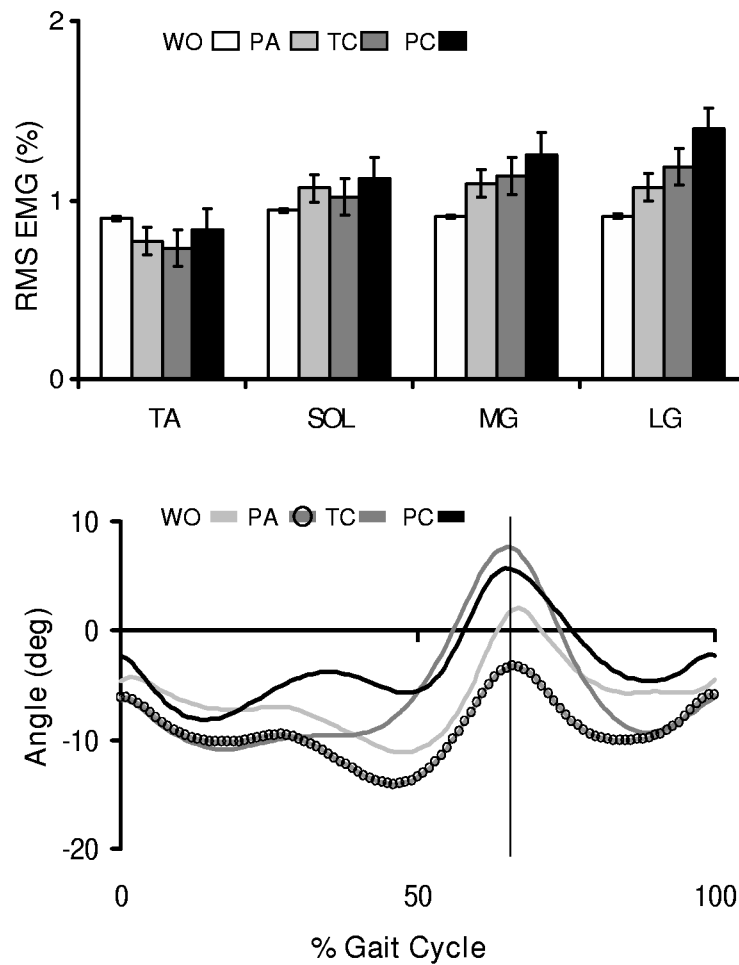 2
WO PA TC PC
RMS EMG (%)
1
0
TA SOL MG LG
10
WO PA TC PC
0
Angle (deg)
-10
-20
0 50 100
% Gait Cycle